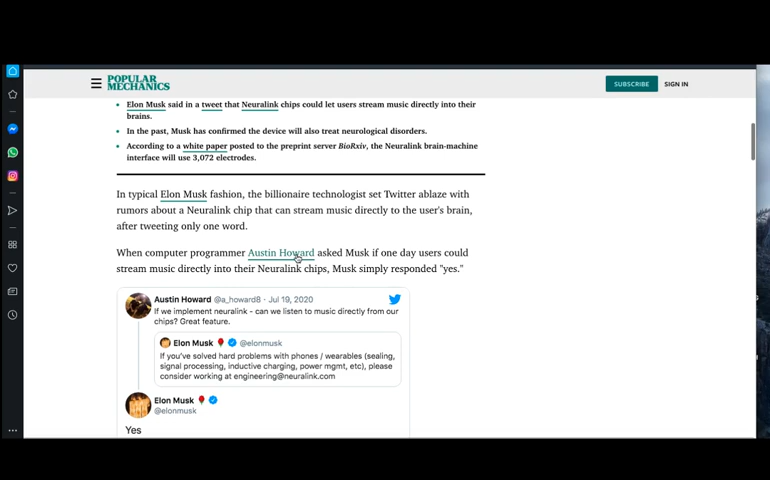 POPULAR
MECHANICS
SUBSCRIBE
SIGN IN
Elon Musk said in a tweet that Neuralink chips could let users stream music directly into their
brains.
In the past, Musk has confirmed the device will also treat neurological disorders.
According to a white paper posted to the preprint server BioRxiv, the Neuralink brain-machine
interface will use 3,072 electrodes.
In typical Elon Musk fashion, the billionaire technologist set Twitter ablaze with
rumors about a Neuralink chip that can stream music directly to the user's brain,
after tweeting only one word.
When computer programmer Austin Howard asked Musk if one day users could
stream music directly into their Neuralink chips, Musk simply responded "yes."
Austin Howard @a_howard8 · Jul 19, 2020
If we implement neuralink - can we listen to music directly from our
chips? Great feature.
Elon Musk @elonmusk
If you've solved hard problems with phones / wearables (sealing,
signal processing, inductive charging, power mgmt, etc), please
consider working at engineering@neuralink.com
Elon Musk
@elonmusk
Yes